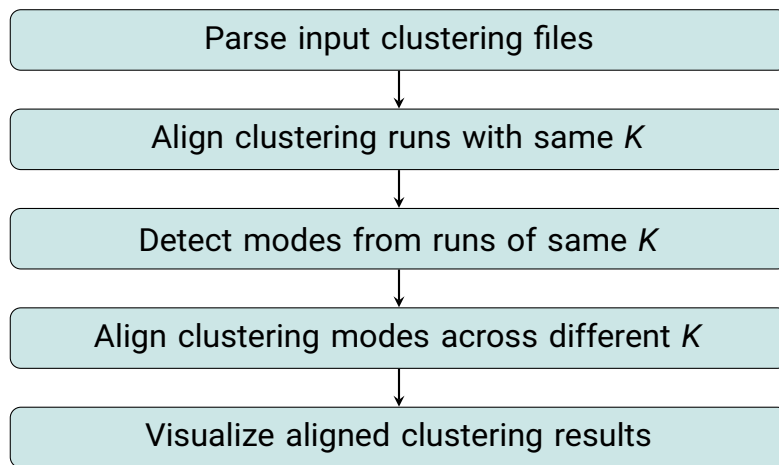 Parse input clustering files
Align clustering runs with same K
Detect modes from runs of same K
Align clustering modes across different K
Visualize aligned clustering results